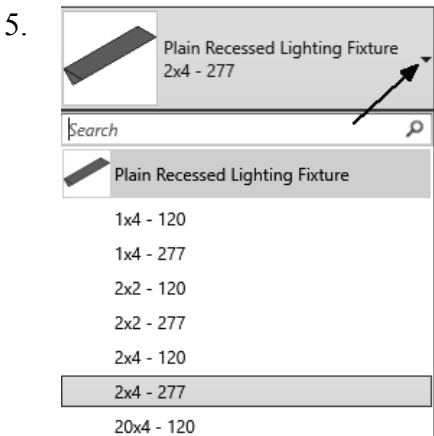 5.
Plain Recessed Lighting Fixture
2x4 - 277
Search
Plain Recessed Lighting Fixture
1x4 - 120
1x4 - 277
2x2 - 120
2x2 - 277
2x4 - 120
2x4 - 277
20x4 - 120